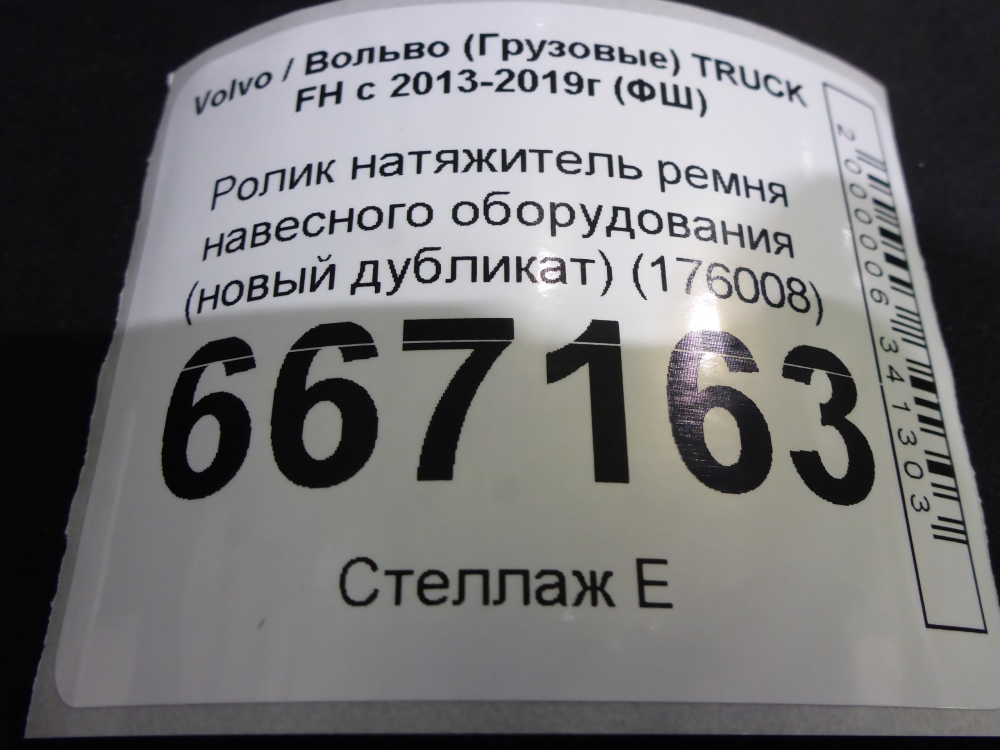 Volvo / Вольво (Грузовые) TRUCK
FH с 2013-2019г (ФШ)
Ролик натяжитель ремня
навесного оборудования
(новый дубликат) (176008)
667163
Стеллаж Е
2000006341303